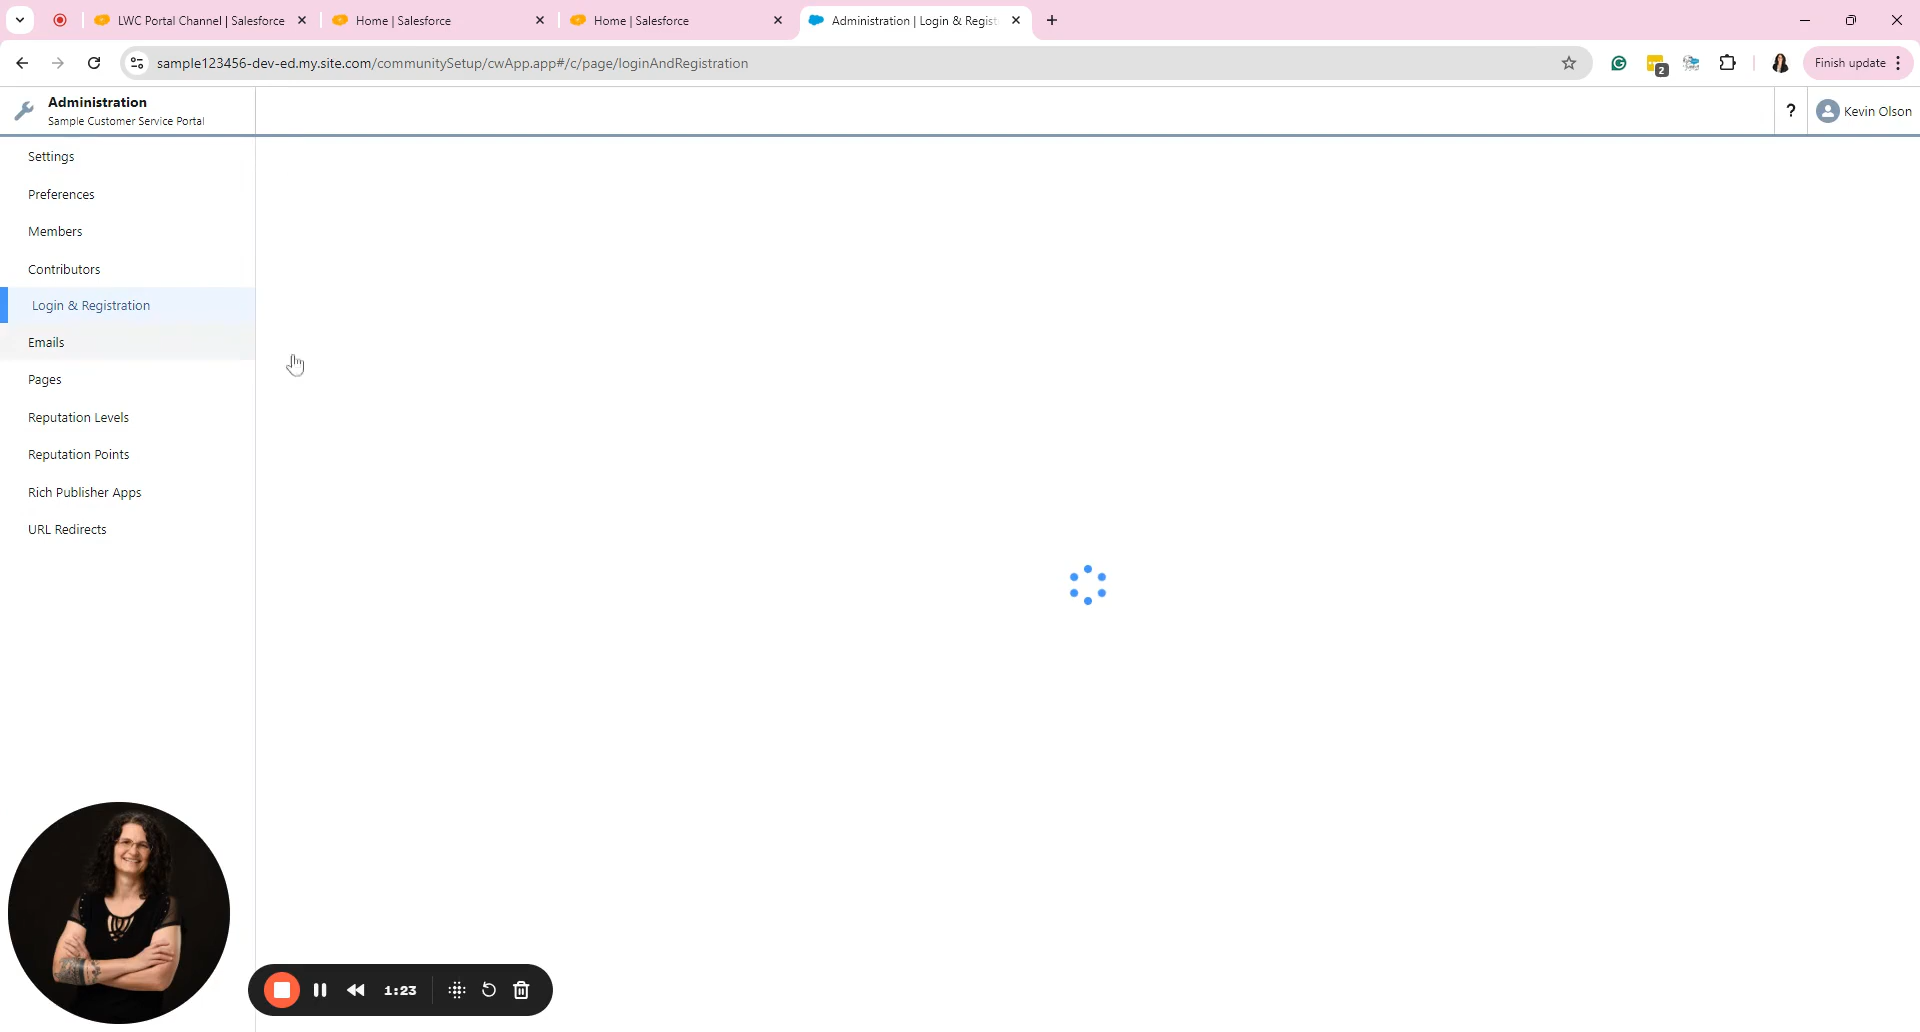 LWC Portal Channel | Salesforce
Home | Salesforce
Home | Salesforce
Administration | Login & Regist
sample123456-dev-ed.my.site.com/communitySetup/cwApp.app#/c/page/loginAndRegistration
2
Finish update
Administration
Sample Customer Service Portal
?
Kevin Olson
Settings
Preferences
Members
Contributors
Login & Registration
Emails
Pages
Reputation Levels
Reputation Points
Rich Publisher Apps
URL Redirects
1:23